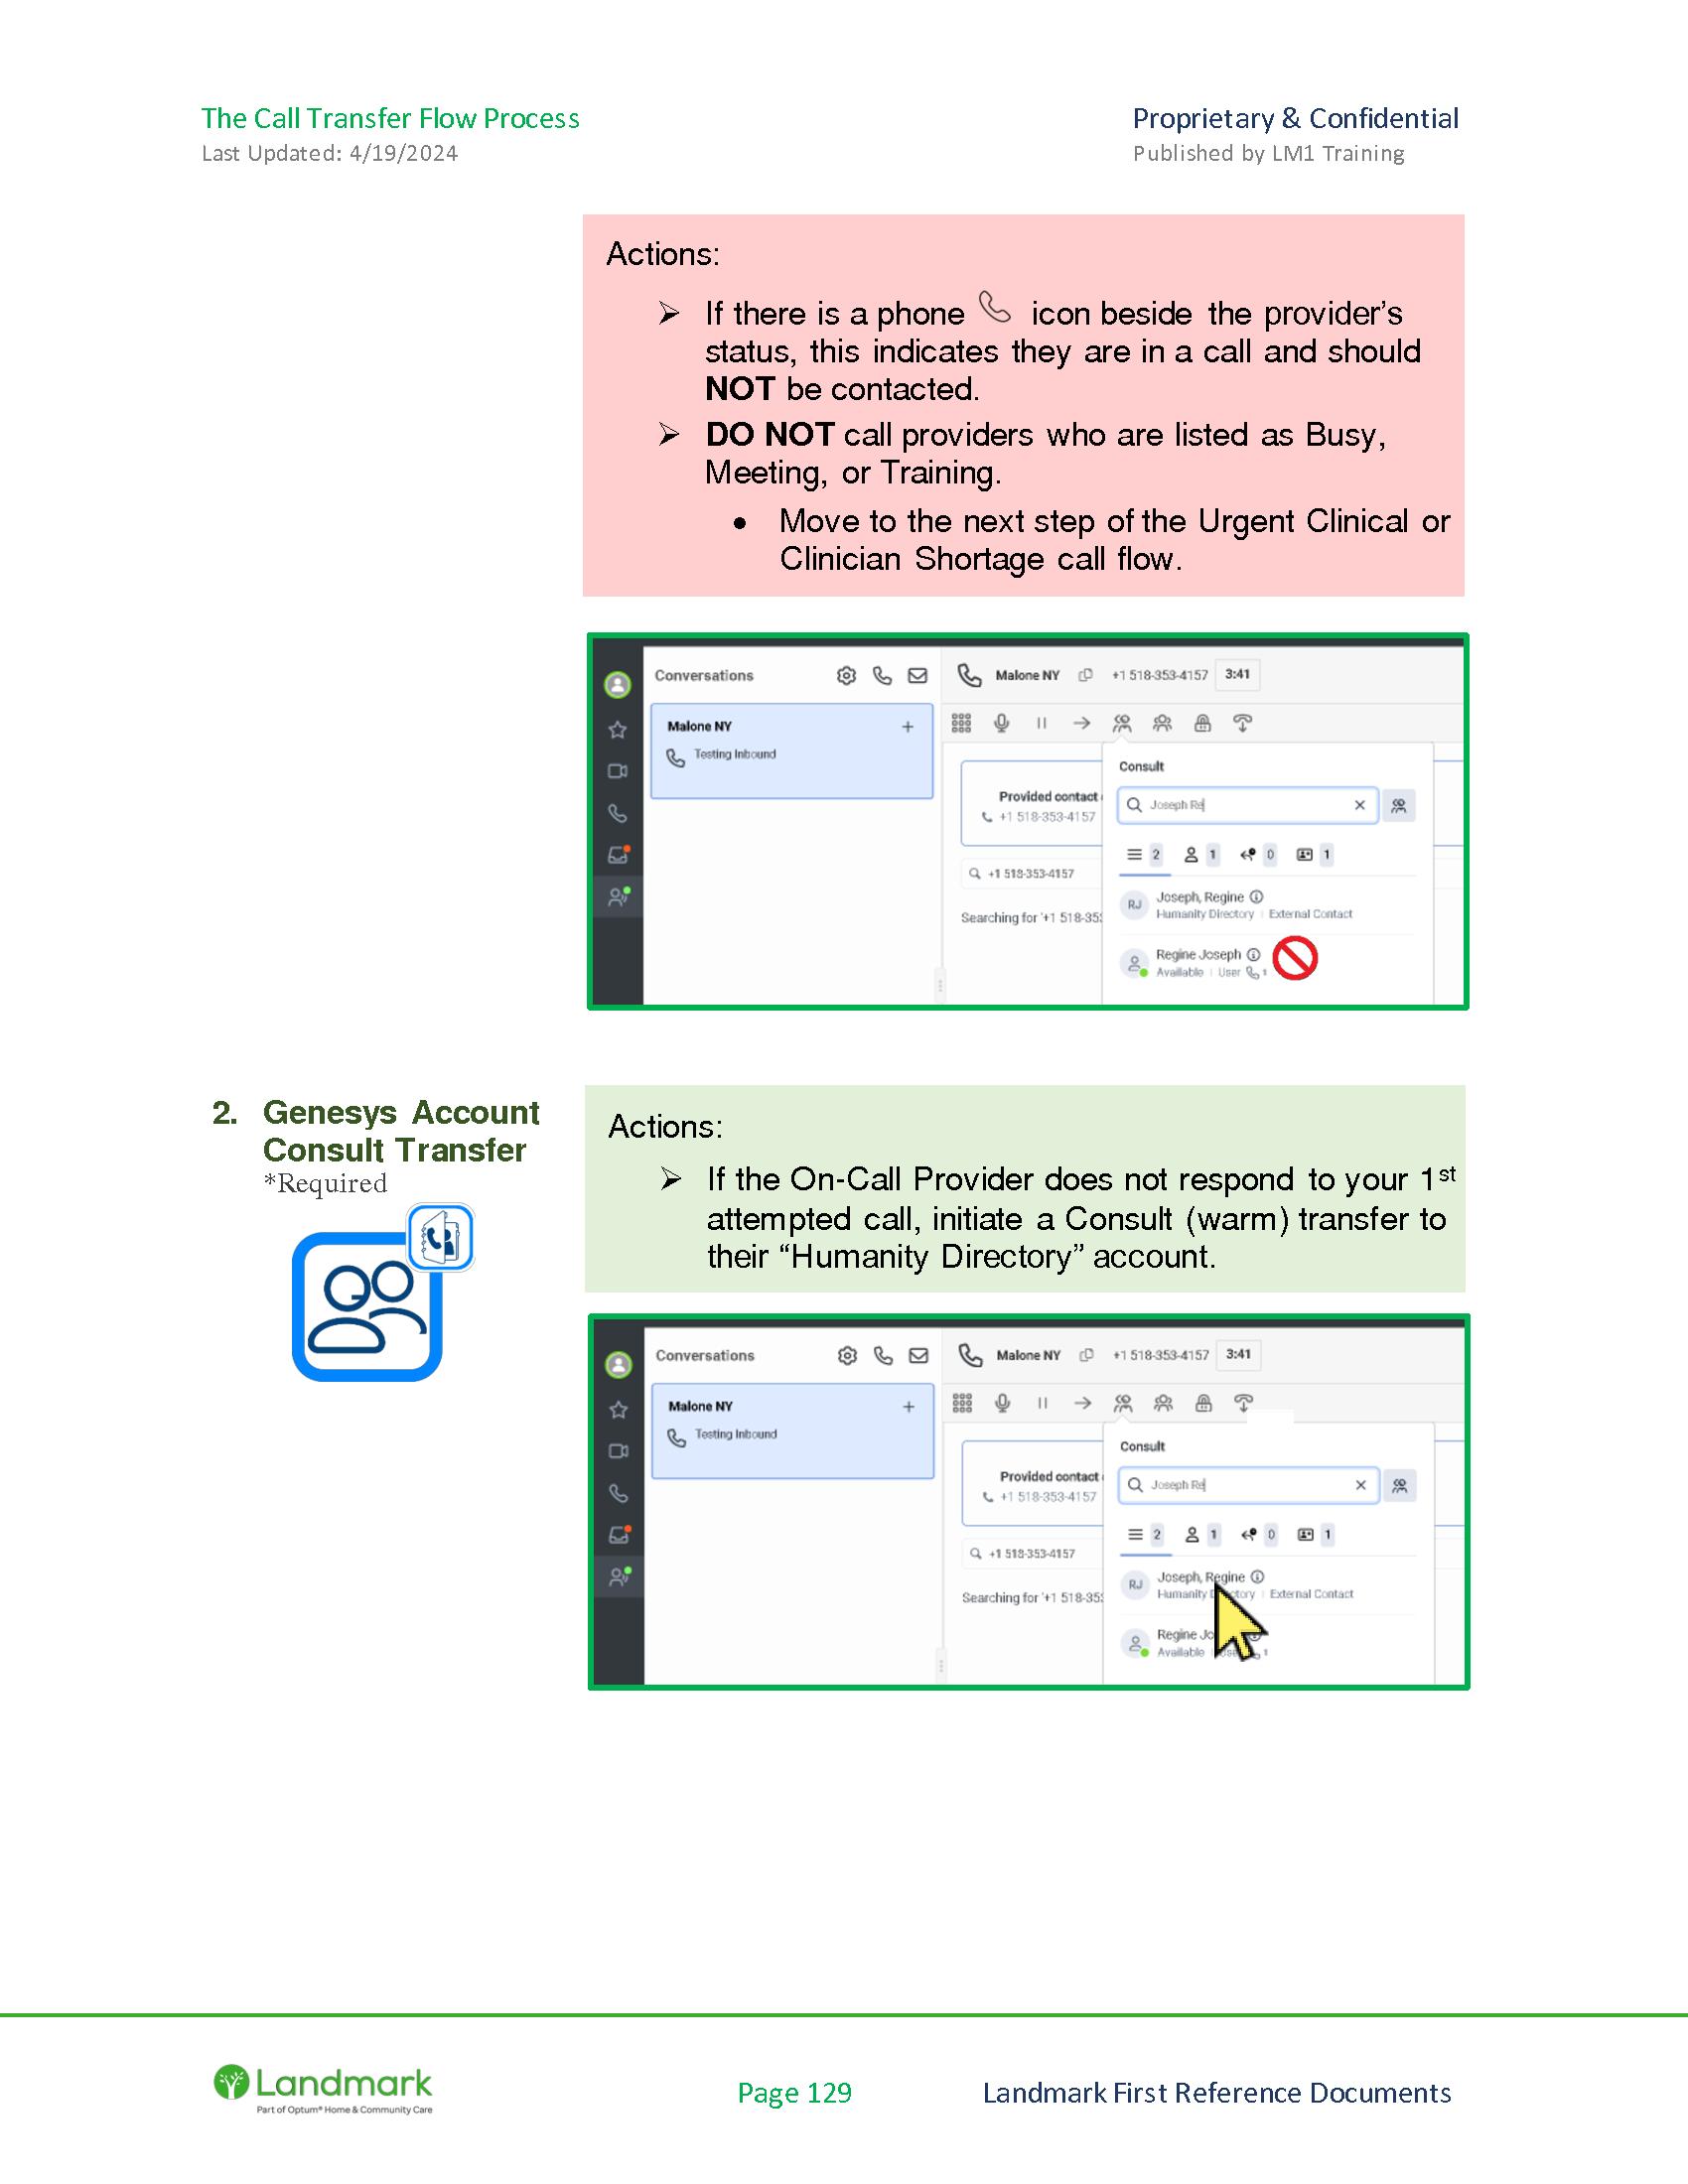 The Call Transfer Flow Process
Last Updated: 4/19/2024
Proprietary & Confidential
Published by LM1 Training
Actions:
➢ If there is a phone icon beside the provider’s
status, this indicates they are in a call and should
NOT be contacted.
➢ DO NOT call providers who are listed as Busy,
Meeting, or Training.
• Move to the next step of the Urgent Clinical or
Clinician Shortage call flow.
Conversations
Malone NY +1 518-353-4157 3:41
Malone NY +
Testing Inbound
Consult
Joseph Re
Provided contact
+1 518-353-4157
2 1 0 1
+1 518-353-4157
RJ Joseph, Regine
Humanity Directory External Contact
Searching for '+1 518-35
Regine Joseph
Available User 1
2. Genesys Account
Consult Transfer
*Required
Actions:
➢ If the On-Call Provider does not respond to your 1st
attempted call, initiate a Consult (warm) transfer to
their “Humanity Directory” account.
Conversations
Malone NY +1 518-353-4157 3:41
Malone NY +
Testing Inbound
Consult
Joseph Re
Provided contact
+1 518-353-4157
2 1 0 1
+1 518-353-4157
RJ Joseph, Regine
Humanity External Contact
Searching for '+1 518-35
Regine
Available 1
Landmark
Part of Optum® Home & Community Care
Page 129
Landmark First Reference Documents